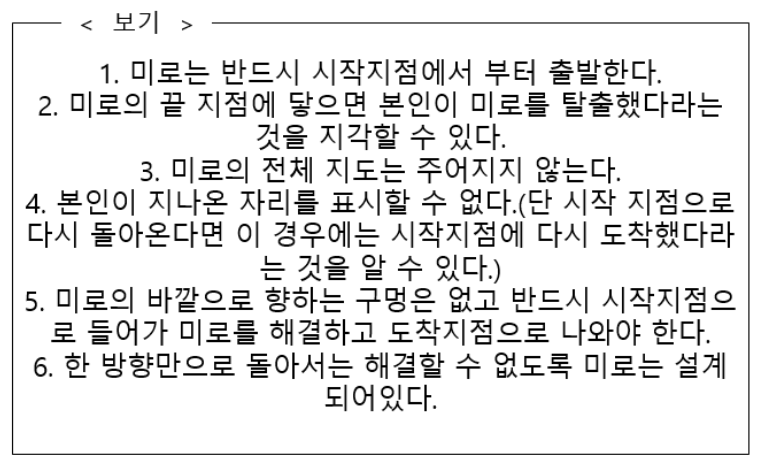 < 보기 >
1. 미로는 반드시 시작지점에서 부터 출발한다.
2. 미로의 끝 지점에 닿으면 본인이 미로를 탈출했다라는
것을 지각할 수 있다.
3. 미로의 전체 지도는 주어지지 않는다.
4. 본인이 지나온 자리를 표시할 수 없다.(단 시작 지점으로
다시 돌아온다면 이 경우에는 시작지점에 다시 도착했다라
는 것을 알 수 있다.)
5. 미로의 바깥으로 향하는 구멍은 없고 반드시 시작지점으
로 들어가 미로를 해결하고 도착지점으로 나와야 한다.
6. 한 방향만으로 돌아서는 해결할 수 없도록 미로는 설계
되어있다.